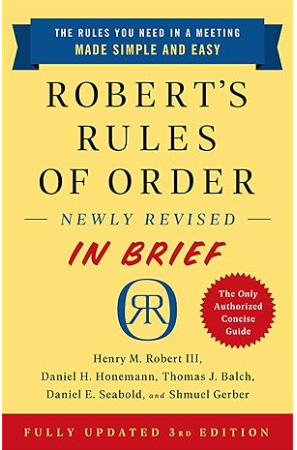 THE RULES YOU NEED IN A MEETING
MADE SIMPLE AND EASY
ROBERT'S
RULES
OF ORDER
NEWLY REVISED
IN BRIEF
RR
O
The Only
Authorized
Concise
Guide
Henry M. Robert III,
Daniel H. Honemann, Thomas J. Balch,
Daniel E. Seabold, and Shmuel Gerber
FULLY UPDATED 3RD EDITION